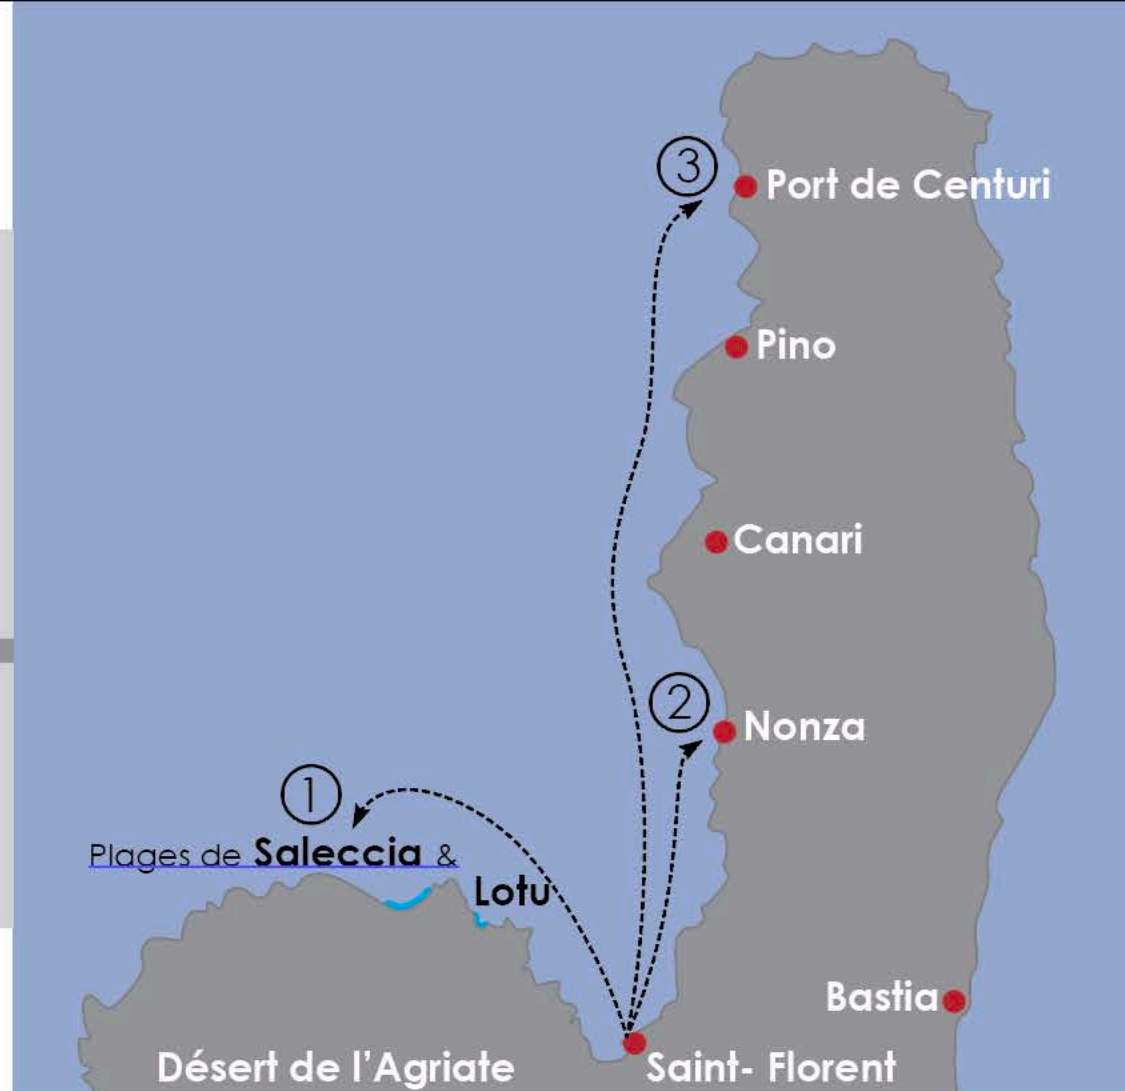 3
Port de Centuri
Pino
Canari
2
Nonza
1
Plages de Saleccia &
Lotu
Bastia
Désert de l’Agriate
Saint- Florent